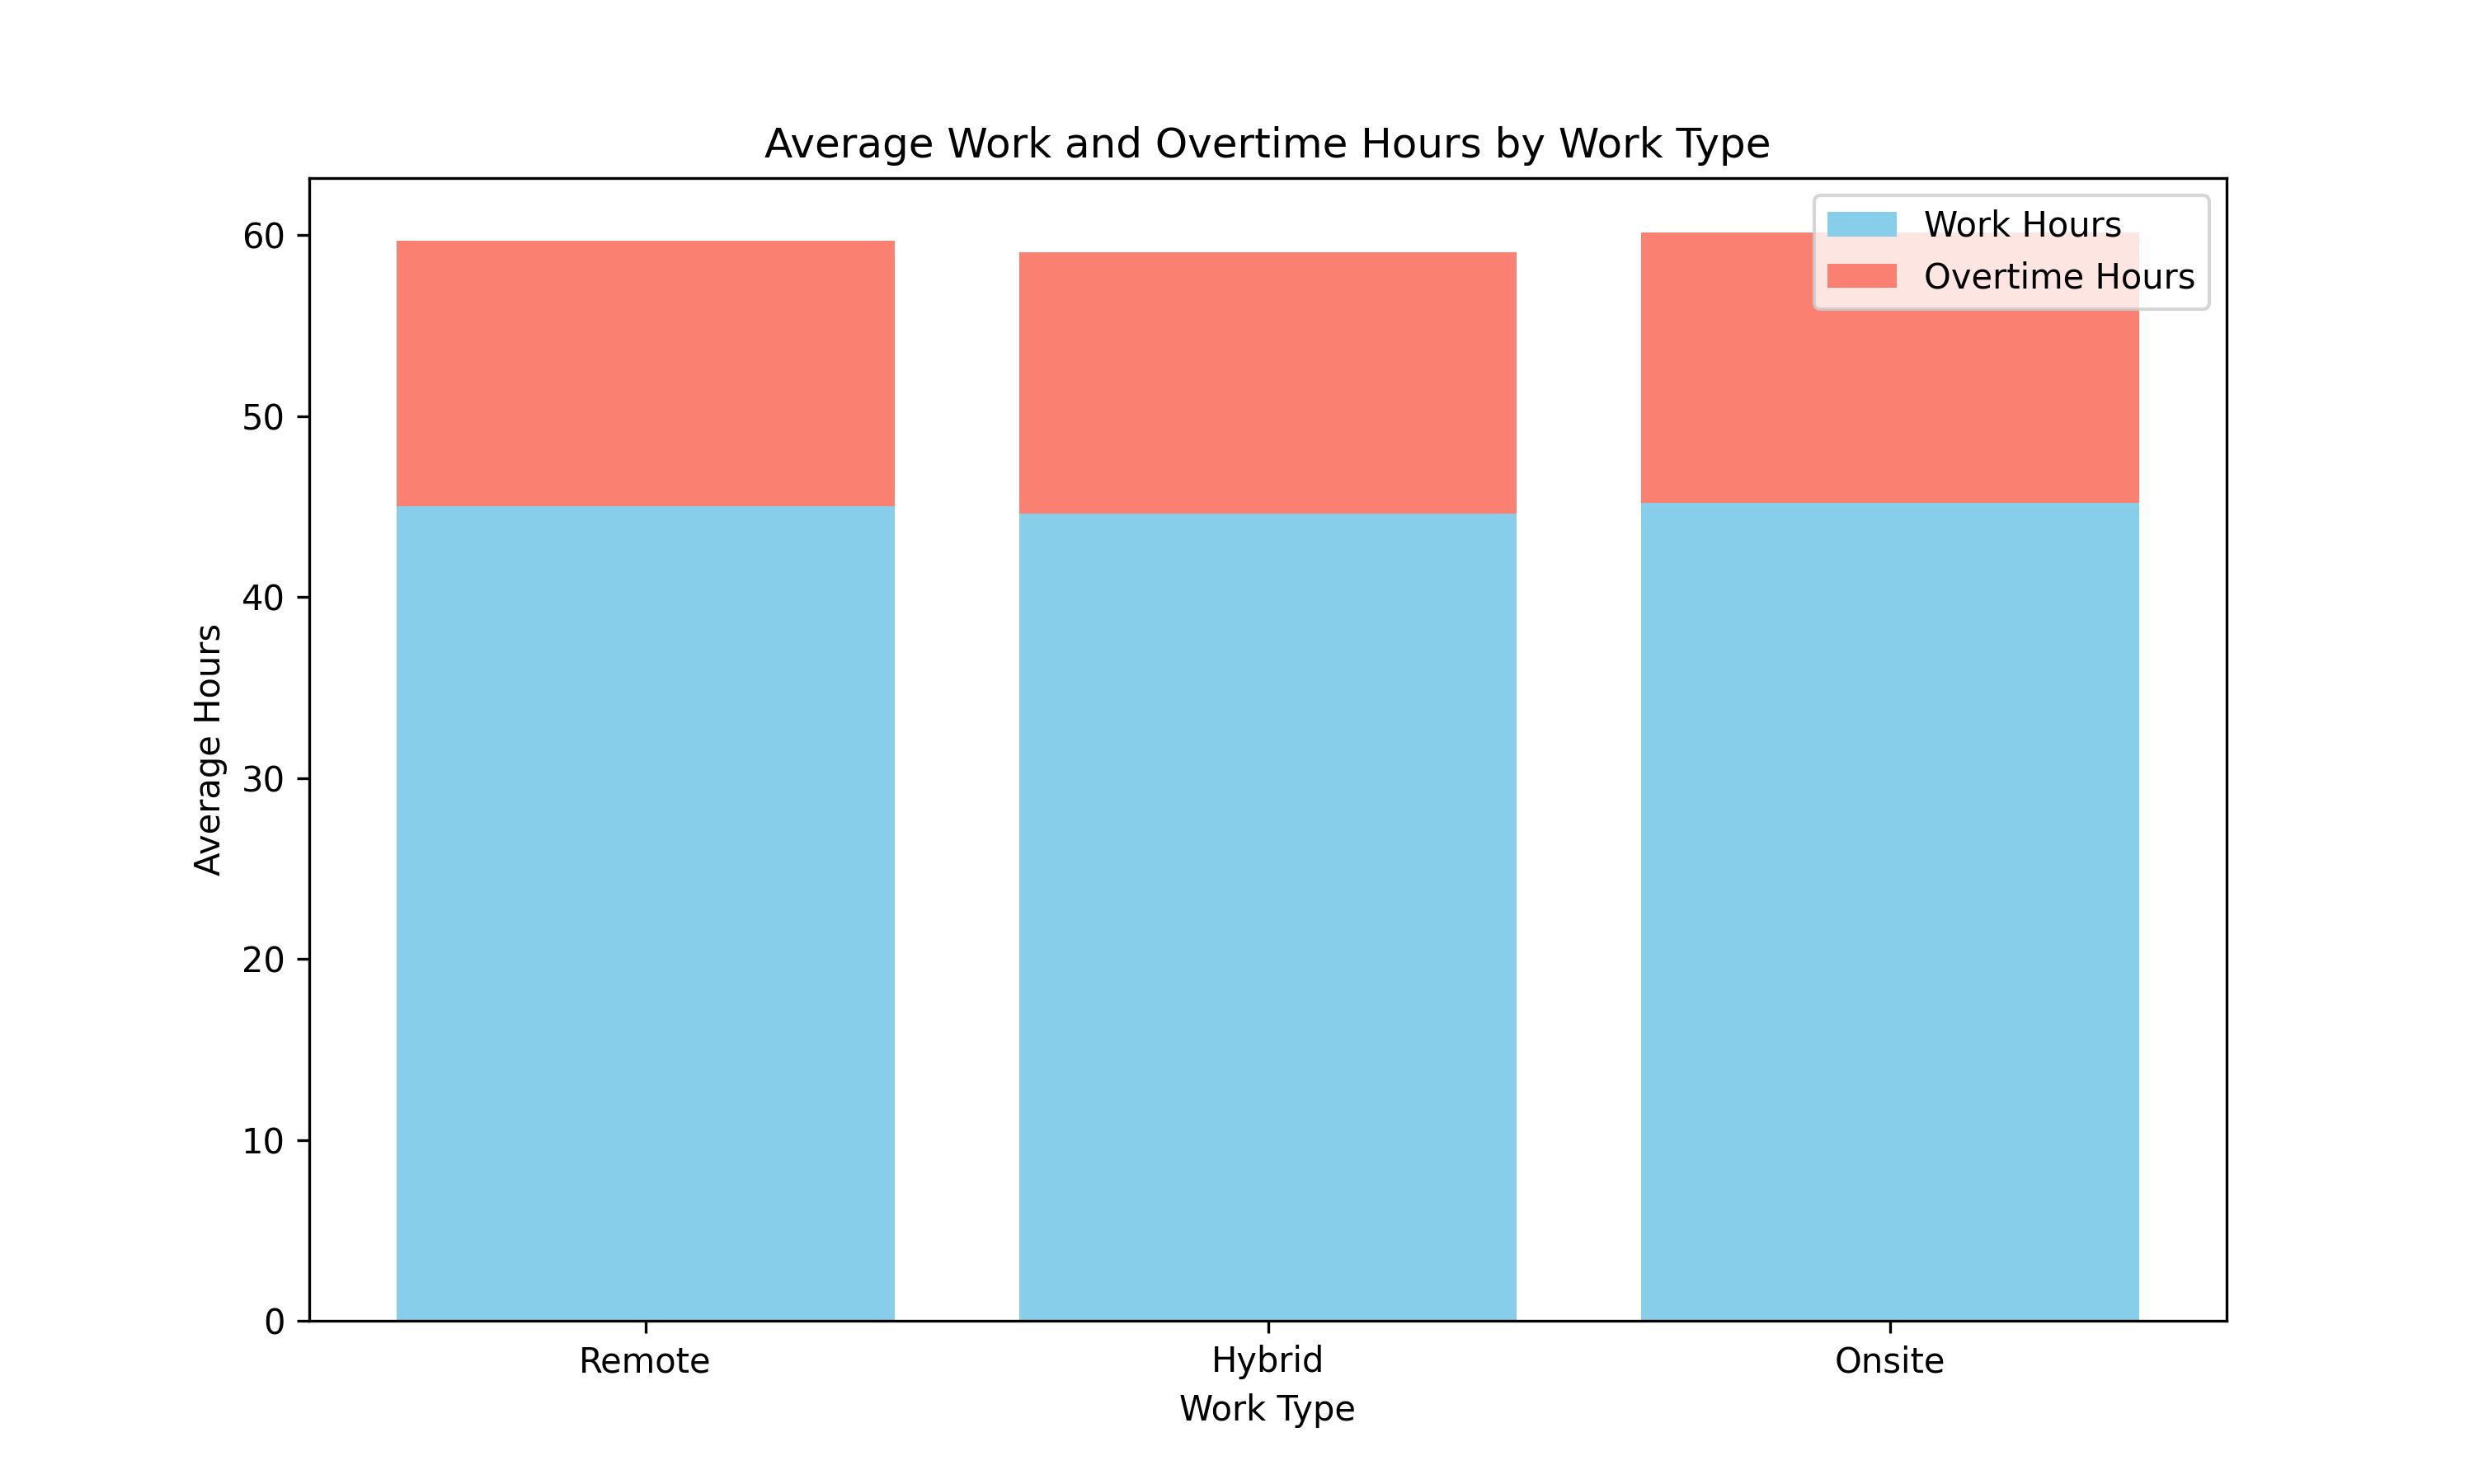 Average Work and Overtime Hours by Work Type
Work Hours
Overtime Hours
Average Hours
60
50
40
30
20
10
0
Remote
Hybrid
Onsite
Work Type